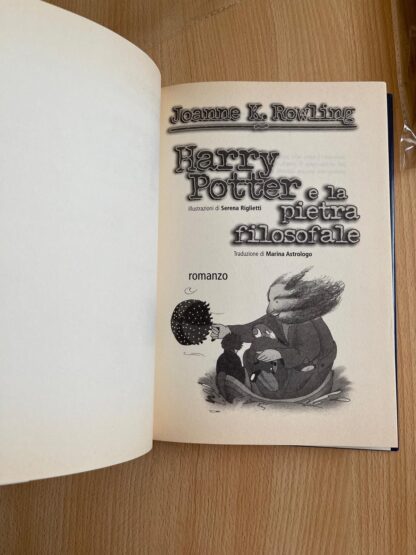 Joanne K. Rowling
Harry
Potter e la
illustrazioni di Serena Riglietti
pietra
filosofale
Traduzione di Marina Astrologo
romanzo